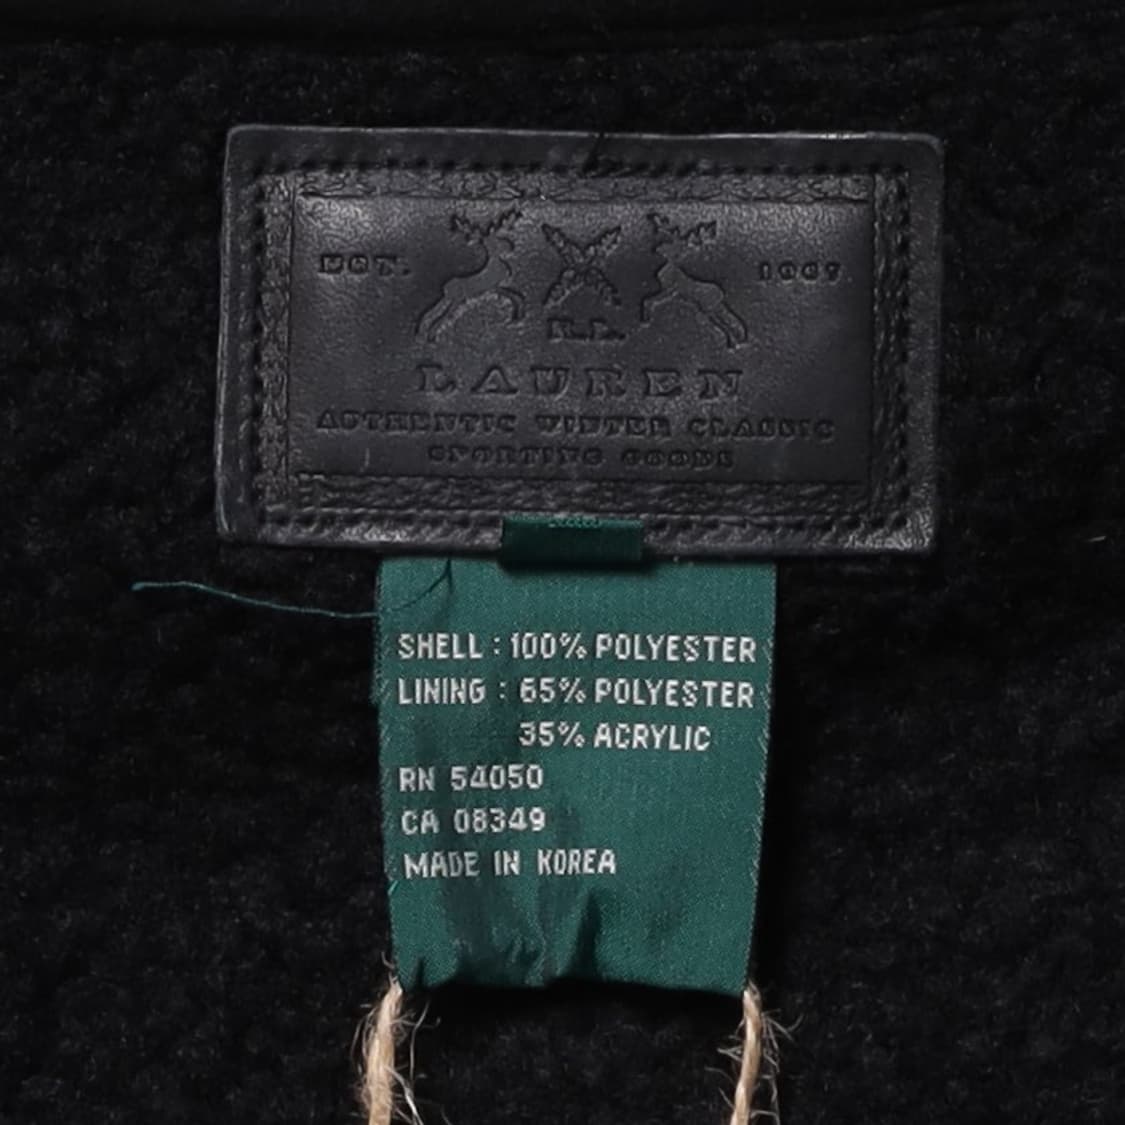 EST. 1967
R.L.
LAUREN
AUTHENTIC WINTER CLASSIC
SPORTING GOODS
SHELL : 100% POLYESTER
LINING : 65% POLYESTER
35% ACRYLIC
RN 54050
CA 08349
MADE IN KOREA